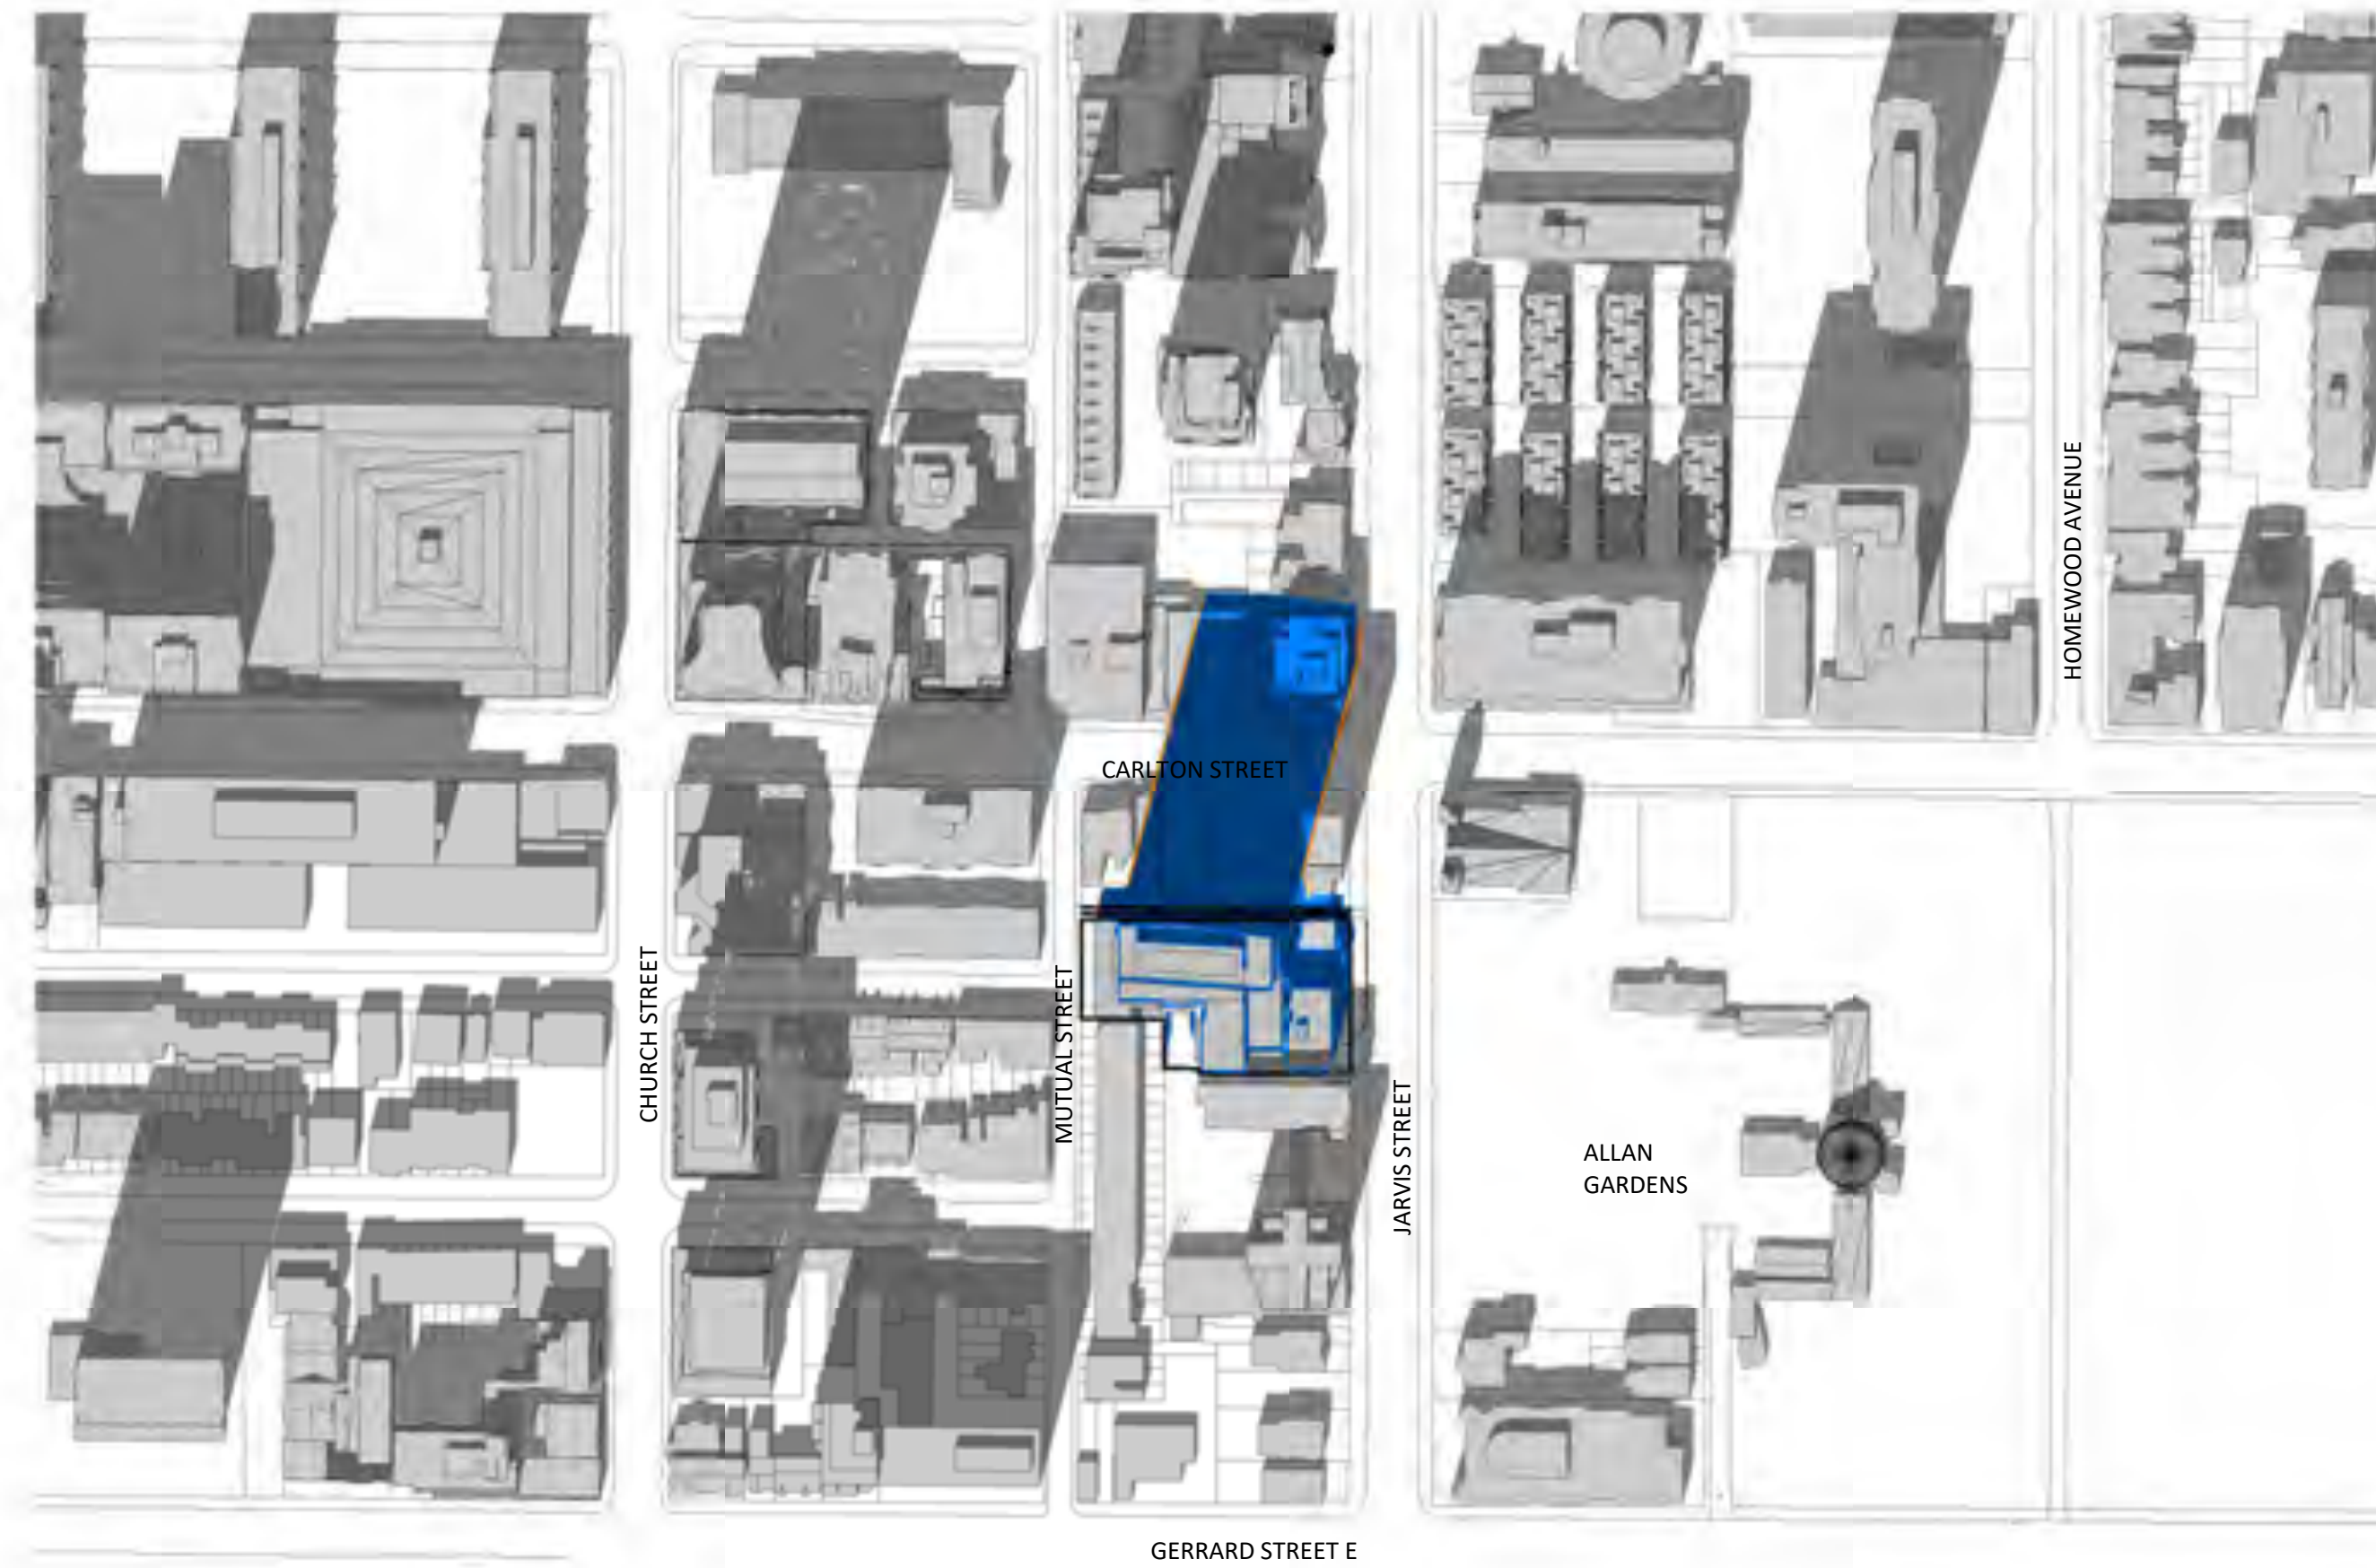 HOMEWOOD AVENUE
CARLTON STREET
CHURCH STREET
MUTUAL STREET
JARVIS STREET
ALLAN
GARDENS
GERRARD STREET E